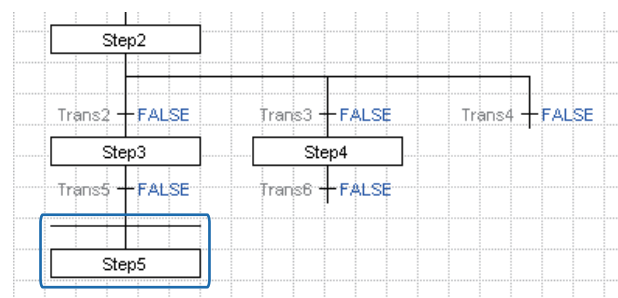 Step2
Trans2 FALSE Trans3 FALSE Trans4 FALSE
Step3 Step4
Trans5 FALSE Trans6 FALSE
Step5